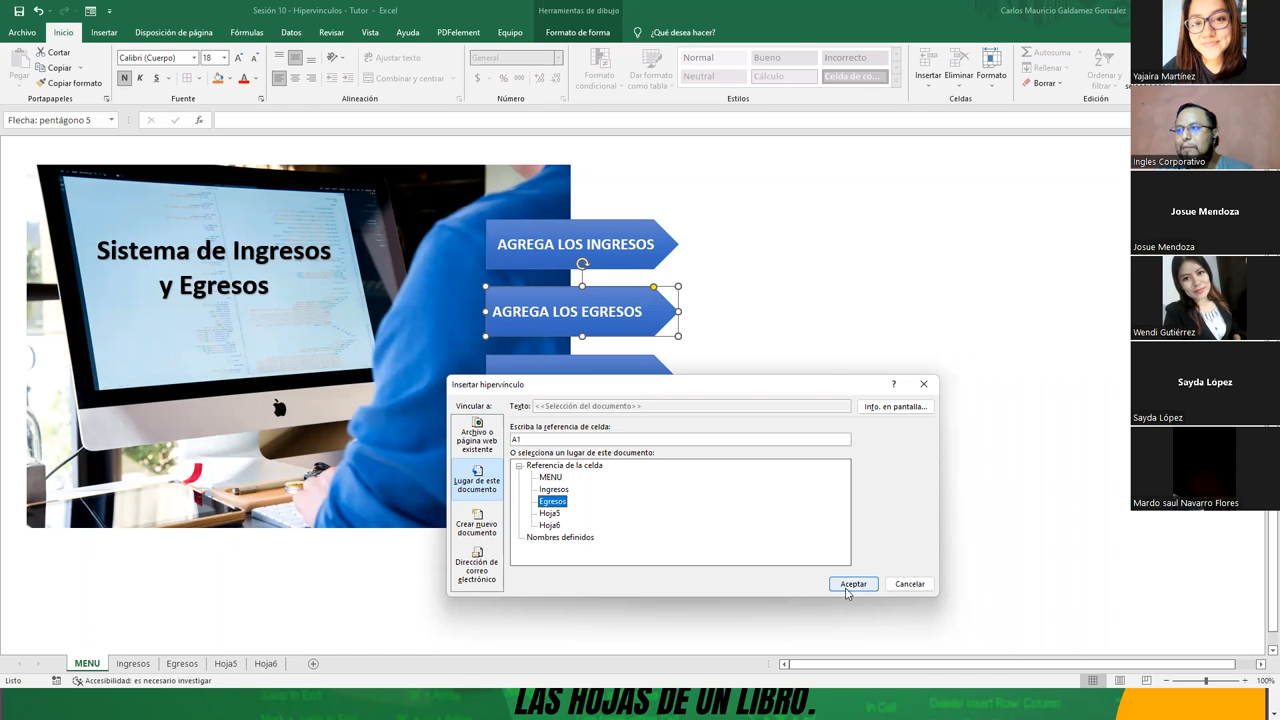 Sesión 10 - Hipervinculos - Tutor - Excel
Herramientas de dibujo
Carlos Mauricio Galdamez Gonzalez
Archivo
Inicio
Insertar
Disposición de página
Fórmulas
Datos
Revisar
Vista
Ayuda
PDFelement
Equipo
Formato de forma
¿Qué desea hacer?
Pegar
Cortar
Copiar
Copiar formato
Portapapeles
Calibri (Cuerpo)
18
N K S
Fuente
Ajustar texto
Combinar y centrar
Alineación
General
Número
Formato condicional
Dar formato como tabla
Normal
Bueno
Incorrecto
Neutral
Cálculo
Celda de co...
Estilos
Insertar
Eliminar
Formato
Celdas
Autosuma
Rellenar
Borrar
Ordenar y filtrar
Edición
Flecha: pentágono 5
fx
Sistema de Ingresos
y Egresos
AGREGA LOS INGRESOS
AGREGA LOS EGRESOS
Insertar hipervínculo
?
Vincular a:
Texto:
<<Selección del documento>>
Info. en pantalla...
Archivo o página web existente
Lugar de este documento
Crear nuevo documento
Dirección de correo electrónico
Escriba la referencia de celda:
A1
O selecciona un lugar de este documento:
Referencia de la celda
MENU
Ingresos
Egresos
Hoja5
Hoja6
Nombres definidos
Aceptar
Cancelar
Yajaira Martínez
Ingles Corporativo
Josue Mendoza
Josue Mendoza
Wendi Gutiérrez
Sayda López
Sayda López
Mardo saul Navarro Flores
MENU
Ingresos
Egresos
Hoja5
Hoja6
Listo
Accesibilidad: es necesario investigar
100%
LAS HOJAS DE UN LIBRO.